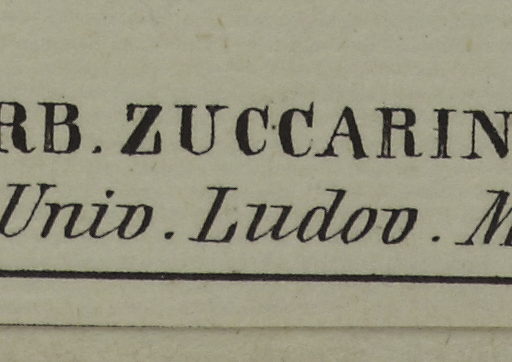 RB. ZUCCARIN
Univ. Ludov. M